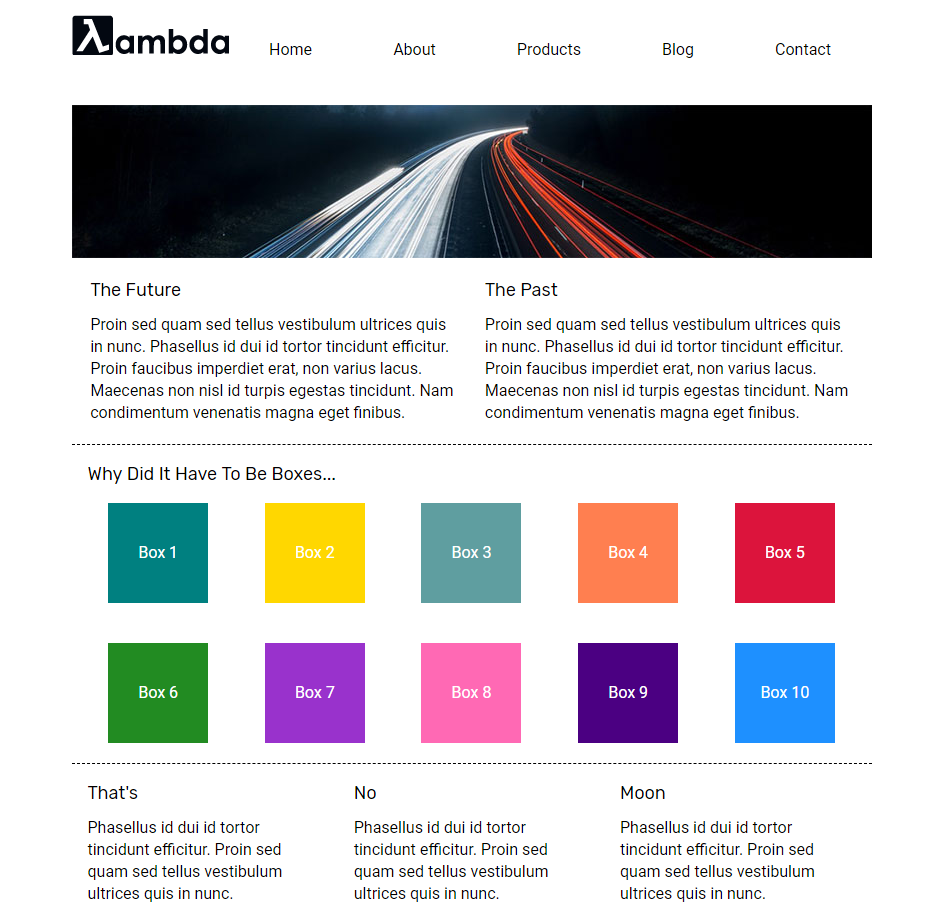 λambda
Home About Products Blog Contact
The Future
Proin sed quam sed tellus vestibulum ultrices quis
in nunc. Phasellus id dui id tortor tincidunt efficitur.
Proin faucibus imperdiet erat, non varius lacus.
Maecenas non nisl id turpis egestas tincidunt. Nam
condimentum venenatis magna eget finibus.
The Past
Proin sed quam sed tellus vestibulum ultrices quis
in nunc. Phasellus id dui id tortor tincidunt efficitur.
Proin faucibus imperdiet erat, non varius lacus.
Maecenas non nisl id turpis egestas tincidunt. Nam
condimentum venenatis magna eget finibus.
Why Did It Have To Be Boxes...
Box 1
Box 2
Box 3
Box 4
Box 5
Box 6
Box 7
Box 8
Box 9
Box 10
That's
Phasellus id dui id tortor
tincidunt efficitur. Proin sed
quam sed tellus vestibulum
ultrices quis in nunc.
No
Phasellus id dui id tortor
tincidunt efficitur. Proin sed
quam sed tellus vestibulum
ultrices quis in nunc.
Moon
Phasellus id dui id tortor
tincidunt efficitur. Proin sed
quam sed tellus vestibulum
ultrices quis in nunc.